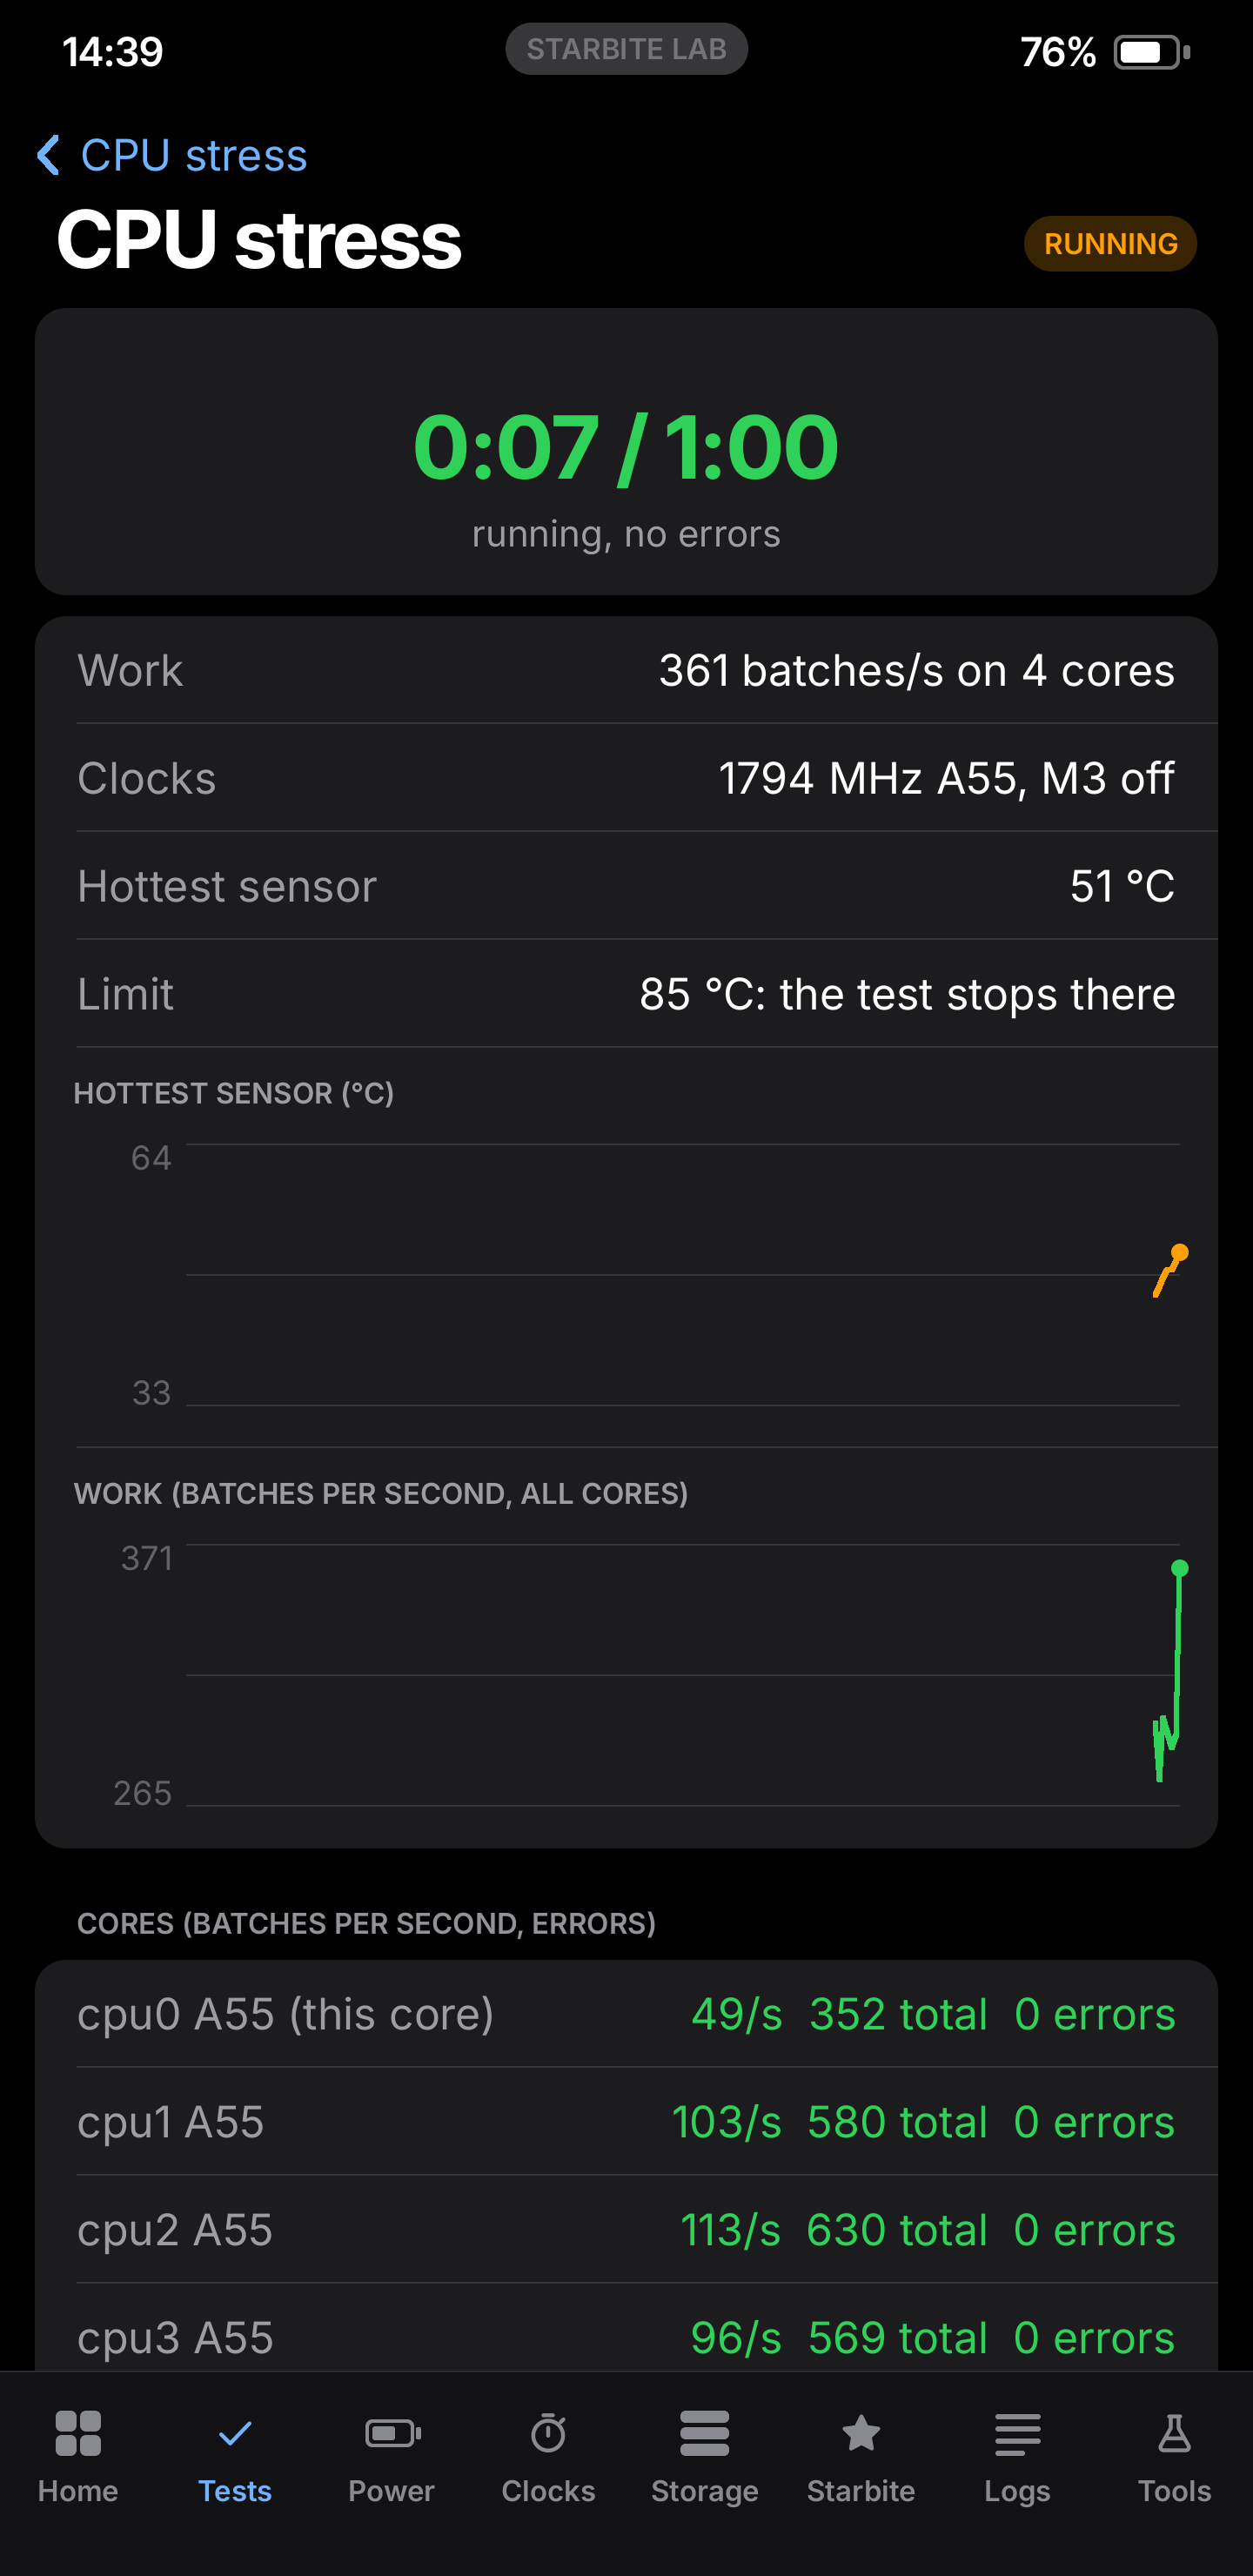 14:39
STARBITE LAB
76%
CPU stress
CPU stress
RUNNING
0:07 / 1:00
running, no errors
Work 361 batches/s on 4 cores
Clocks 1794 MHz A55, M3 off
Hottest sensor 51 °C
Limit 85 °C: the test stops there
HOTTEST SENSOR (°C)
64
33
WORK (BATCHES PER SECOND, ALL CORES)
371
265
CORES (BATCHES PER SECOND, ERRORS)
cpu0 A55 (this core) 49/s 352 total 0 errors
cpu1 A55 103/s 580 total 0 errors
cpu2 A55 113/s 630 total 0 errors
cpu3 A55 96/s 569 total 0 errors
Home Tests Power Clocks Storage Starbite Logs Tools